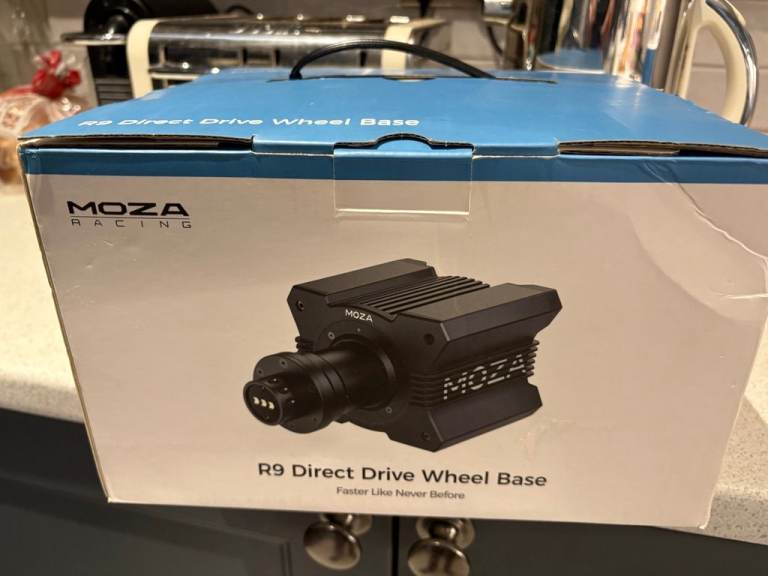 R9 Direct Drive Wheel Base
MOZA
RACING
MOZA
MOZA
R9 Direct Drive Wheel Base
Faster Like Never Before